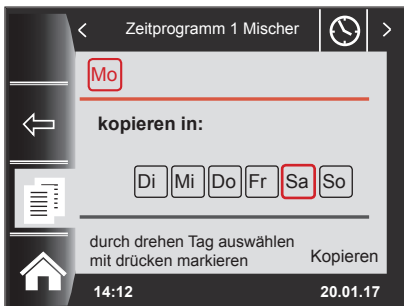 < Zeitprogramm 1 Mischer >
Mo
kopieren in:
Di Mi Do Fr Sa So
durch drehen Tag auswählen
mit drücken markieren Kopieren
14:12 20.01.17